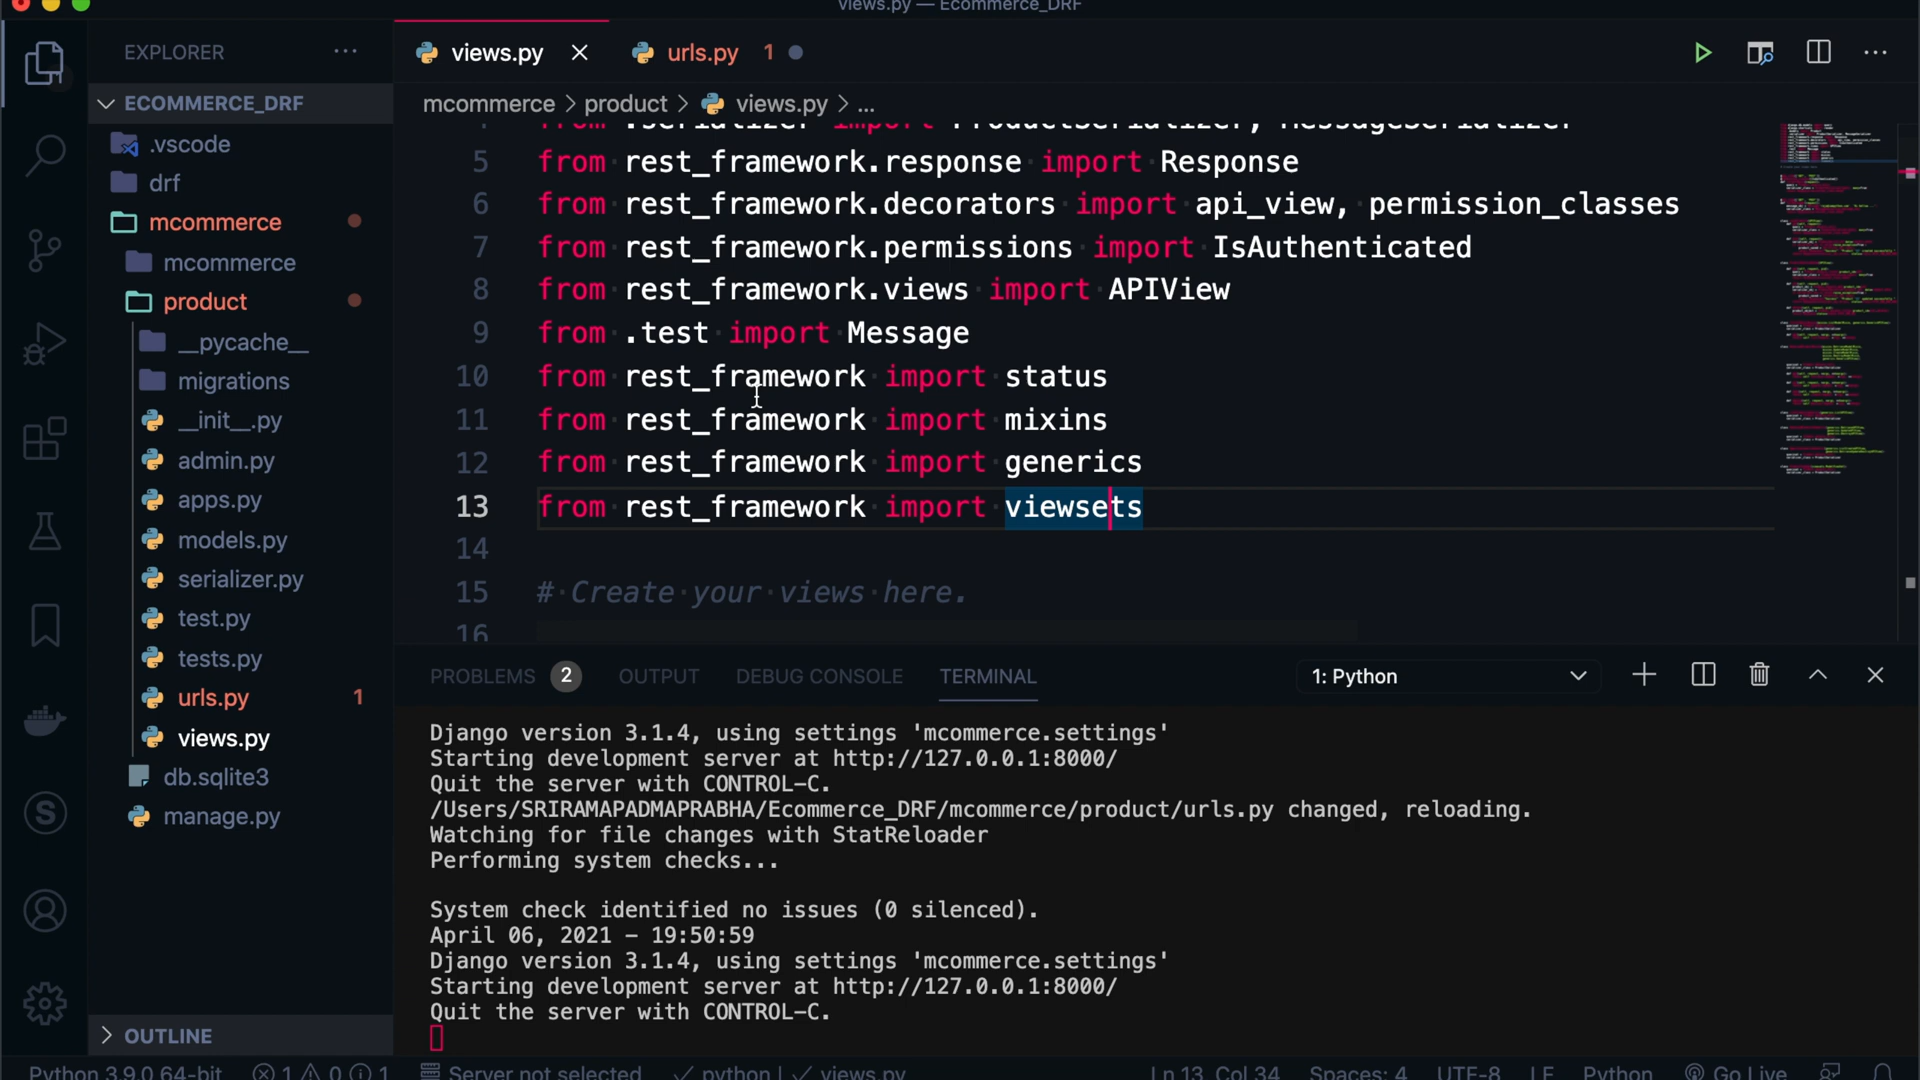 views.py — Ecommerce_DRF
EXPLORER
ECOMMERCE_DRF
.vscode
drf
mcommerce
mcommerce
product
__pycache__
migrations
__init__.py
admin.py
apps.py
models.py
serializer.py
test.py
tests.py
urls.py 1
views.py
db.sqlite3
manage.py
OUTLINE
views.py
urls.py 1
mcommerce > product > views.py > ...
from .serializer import ProductSerializer, MessageSerializer
5 from rest_framework.response import Response
6 from rest_framework.decorators import api_view, permission_classes
7 from rest_framework.permissions import IsAuthenticated
8 from rest_framework.views import APIView
9 from .test import Message
10 from rest_framework import status
11 from rest_framework import mixins
12 from rest_framework import generics
13 from rest_framework import viewsets
14
15 # Create your views here.
16
PROBLEMS 2 OUTPUT DEBUG CONSOLE TERMINAL 1: Python
Django version 3.1.4, using settings 'mcommerce.settings'
Starting development server at http://127.0.0.1:8000/
Quit the server with CONTROL-C.
/Users/SRIRAMAPADMAPRABHA/Ecommerce_DRF/mcommerce/product/urls.py changed, reloading.
Watching for file changes with StatReloader
Performing system checks...
System check identified no issues (0 silenced).
April 06, 2021 - 19:50:59
Django version 3.1.4, using settings 'mcommerce.settings'
Starting development server at http://127.0.0.1:8000/
Quit the server with CONTROL-C.
Python 3.9.0 64-bit 1 0 1 Server not selected python | views.py Ln 13, Col 34 Spaces: 4 UTF-8 LF Python Go Live